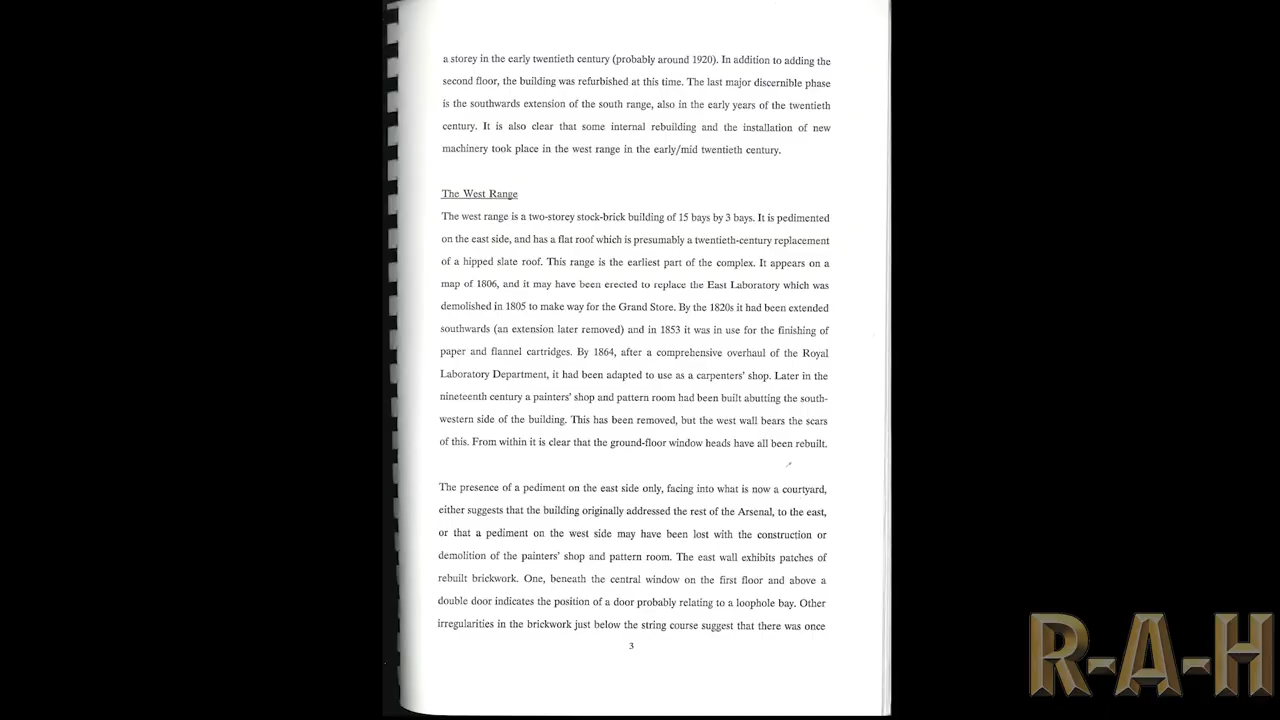 a storey in the early twentieth century (probably around 1920). In addition to adding the
second floor, the building was refurbished at this time. The last major discernible phase
is the southwards extension of the south range, also in the early years of the twentieth
century. It is also clear that some internal rebuilding and the installation of new
machinery took place in the west range in the early/mid twentieth century.
The West Range
The west range is a two-storey stock-brick building of 15 bays by 3 bays. It is pedimented
on the east side, and has a flat roof which is presumably a twentieth-century replacement
of a hipped slate roof. This range is the earliest part of the complex. It appears on a
map of 1806, and it may have been erected to replace the East Laboratory which was
demolished in 1805 to make way for the Grand Store. By the 1820s it had been extended
southwards (an extension later removed) and in 1853 it was in use for the finishing of
paper and flannel cartridges. By 1864, after a comprehensive overhaul of the Royal
Laboratory Department, it had been adapted to use as a carpenters' shop. Later in the
nineteenth century a painters' shop and pattern room had been built abutting the south-
western side of the building. This has been removed, but the west wall bears the scars
of this. From within it is clear that the ground-floor window heads have all been rebuilt.
The presence of a pediment on the east side only, facing into what is now a courtyard,
either suggests that the building originally addressed the rest of the Arsenal, to the east,
or that a pediment on the west side may have been lost with the construction or
demolition of the painters' shop and pattern room. The east wall exhibits patches of
rebuilt brickwork. One, beneath the central window on the first floor and above a
double door indicates the position of a door probably relating to a loophole bay. Other
irregularities in the brickwork just below the string course suggest that there was once
3
R-A-H